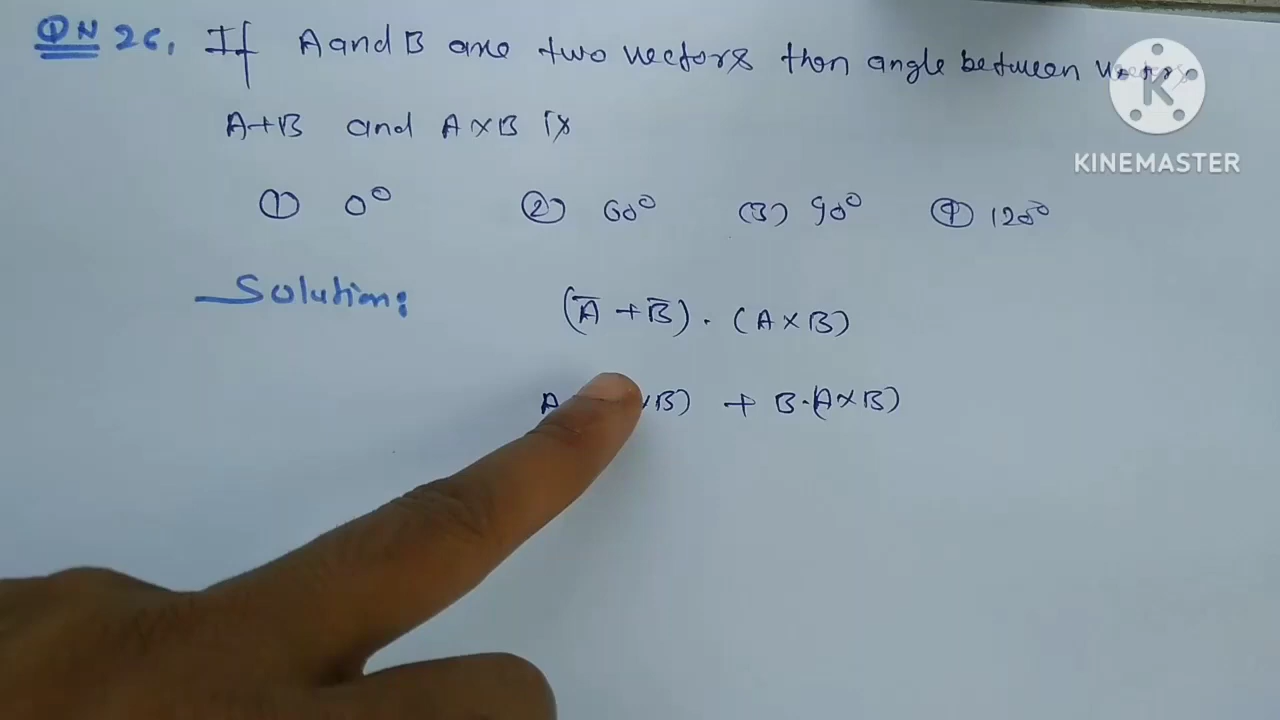 QN 26. If A and B are two vectors then angle between vectors
A+B and A×B is
① 0° ② 60° (3) 90° ④ 120°
Solution:
(A̅ + B̅) . (A × B)
A ×B) + B.(A×B)
K
KINEMASTER